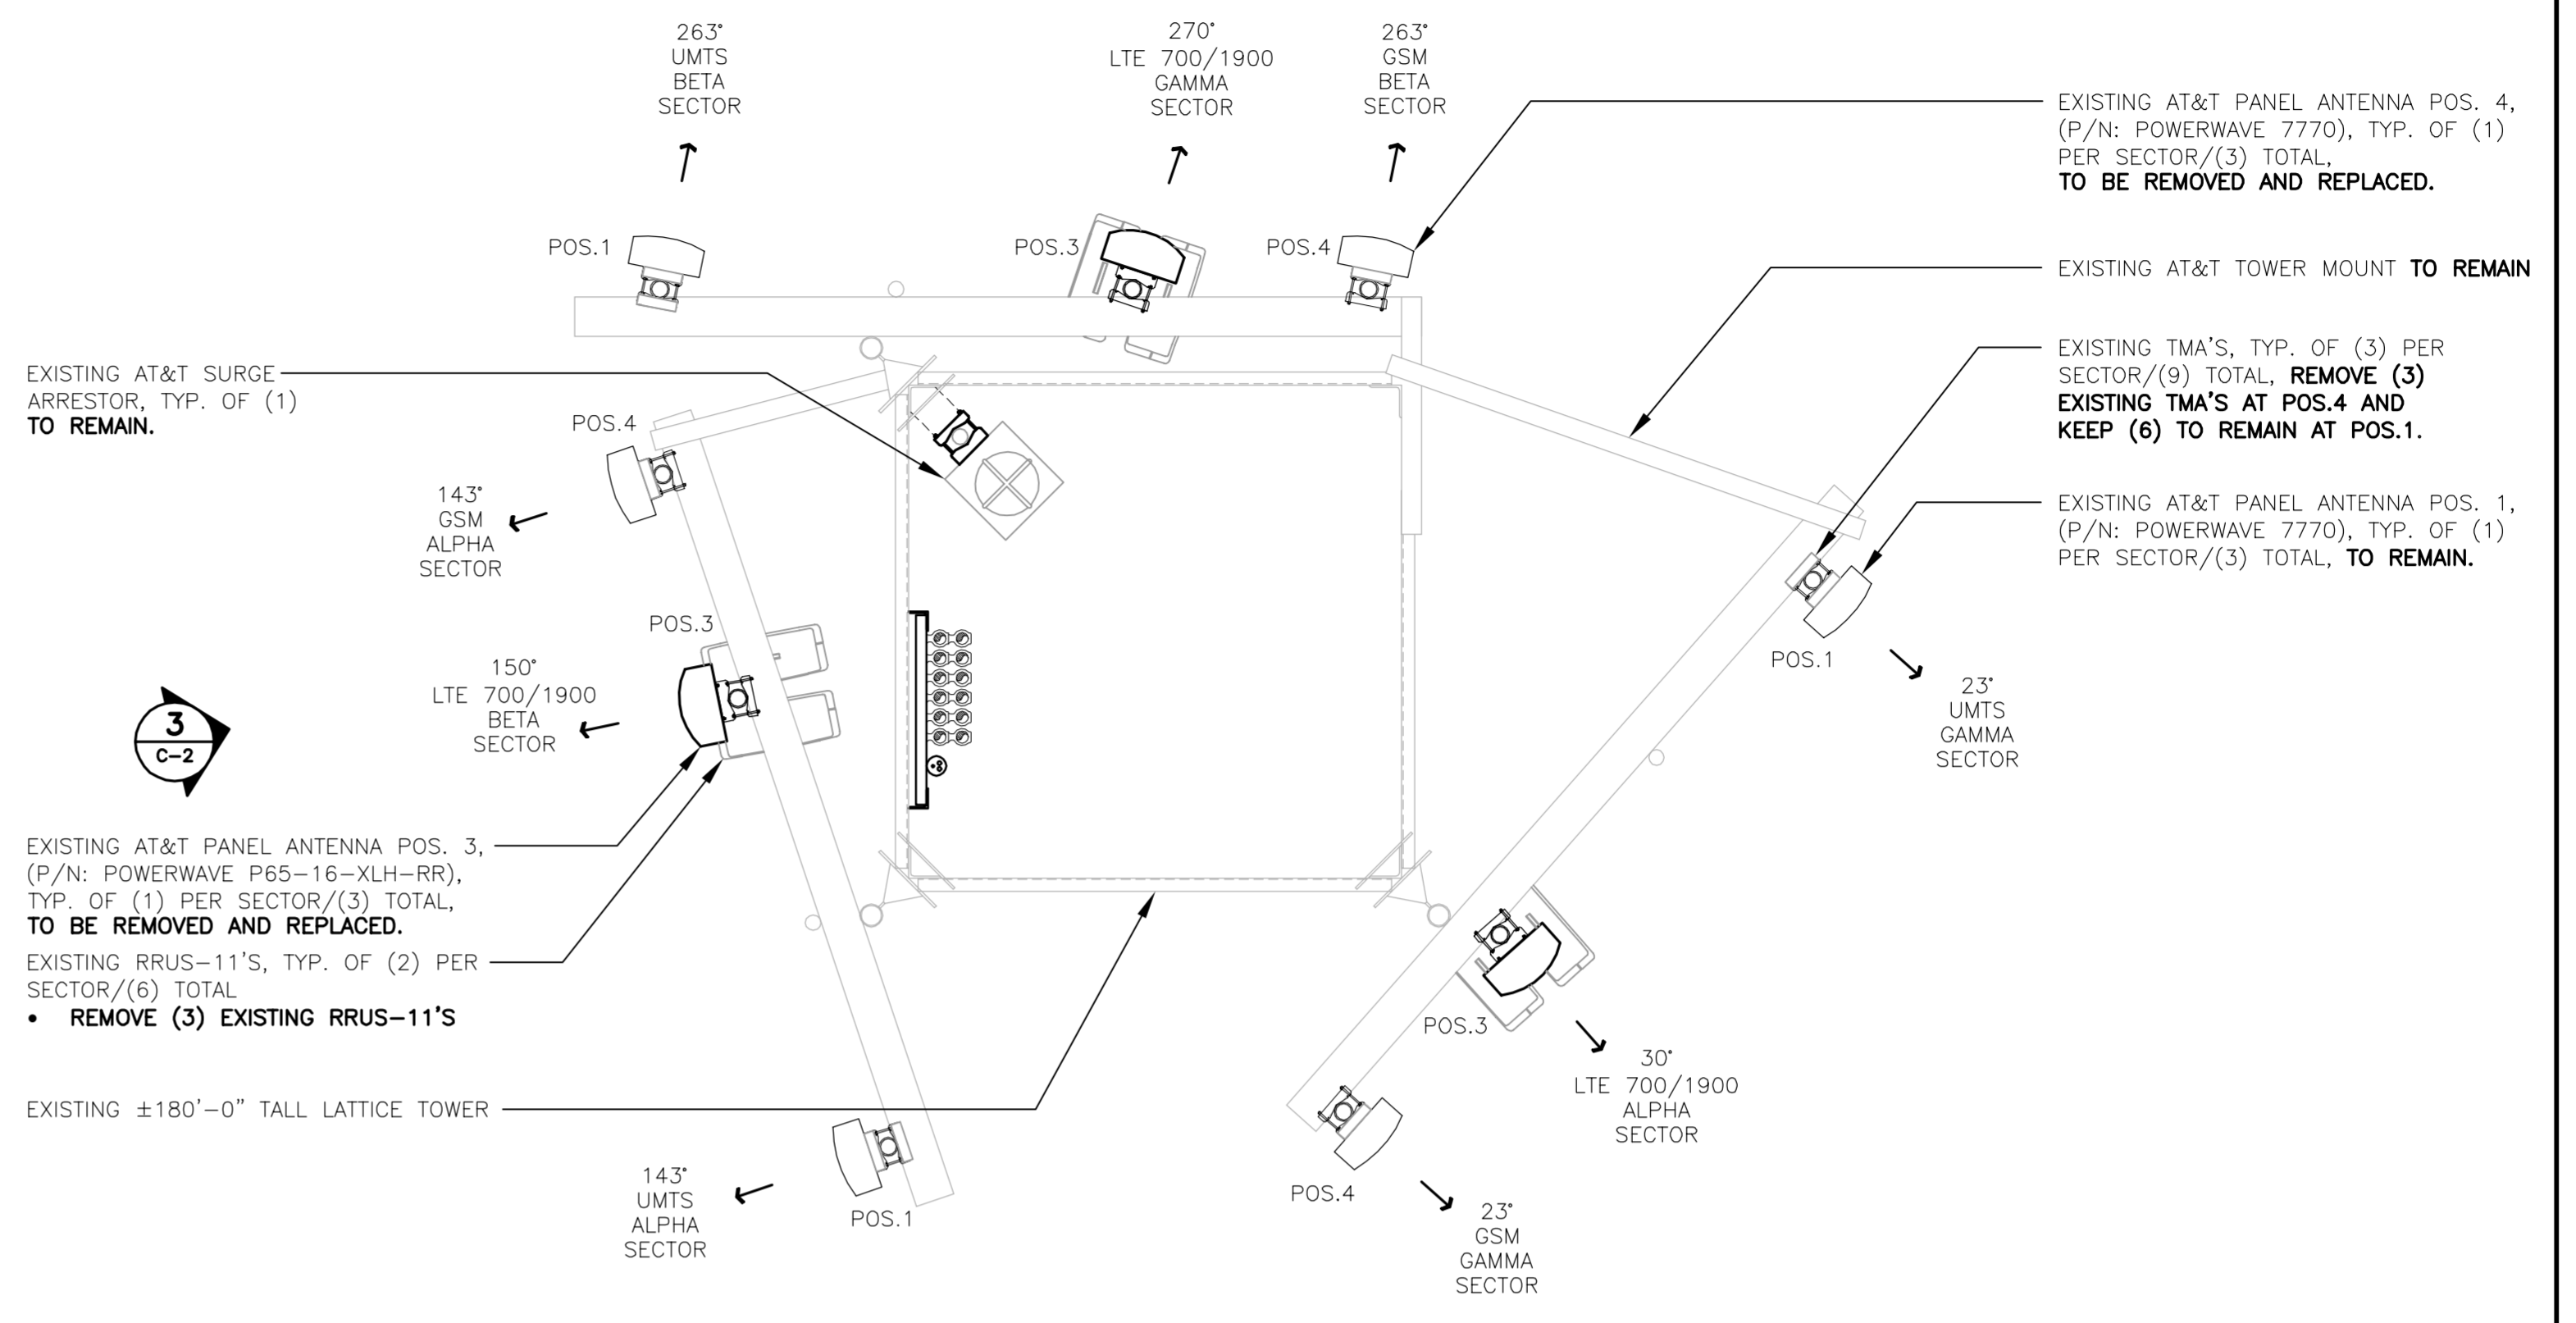 263°
UMTS
BETA
SECTOR
270°
LTE 700/1900
GAMMA
SECTOR
263°
GSM
BETA
SECTOR
EXISTING AT&T PANEL ANTENNA POS. 4,
(P/N: POWERWAVE 7770), TYP. OF (1)
PER SECTOR/(3) TOTAL,
TO BE REMOVED AND REPLACED.
POS.1
POS.3
POS.4
EXISTING AT&T TOWER MOUNT TO REMAIN
EXISTING TMA'S, TYP. OF (3) PER
SECTOR/(9) TOTAL, REMOVE (3)
EXISTING TMA'S AT POS.4 AND
KEEP (6) TO REMAIN AT POS.1.
EXISTING AT&T SURGE
ARRESTOR, TYP. OF (1)
TO REMAIN.
POS.4
143°
GSM
ALPHA
SECTOR
EXISTING AT&T PANEL ANTENNA POS. 1,
(P/N: POWERWAVE 7770), TYP. OF (1)
PER SECTOR/(3) TOTAL, TO REMAIN.
POS.3
150°
LTE 700/1900
BETA
SECTOR
POS.1
23°
UMTS
GAMMA
SECTOR
3
C-2
EXISTING AT&T PANEL ANTENNA POS. 3,
(P/N: POWERWAVE P65-16-XLH-RR),
TYP. OF (1) PER SECTOR/(3) TOTAL,
TO BE REMOVED AND REPLACED.
EXISTING RRUS-11'S, TYP. OF (2) PER
SECTOR/(6) TOTAL
• REMOVE (3) EXISTING RRUS-11'S
POS.3
30°
LTE 700/1900
ALPHA
SECTOR
EXISTING ±180'-0" TALL LATTICE TOWER
143°
UMTS
ALPHA
SECTOR
POS.1
POS.4
23°
GSM
GAMMA
SECTOR